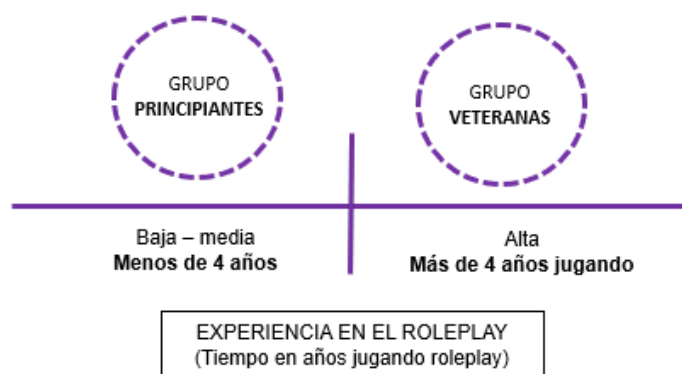 GRUPO
PRINCIPIANTES
GRUPO
VETERANAS
Baja – media
Menos de 4 años
Alta
Más de 4 años jugando
EXPERIENCIA EN EL ROLEPLAY
(Tiempo en años jugando roleplay)